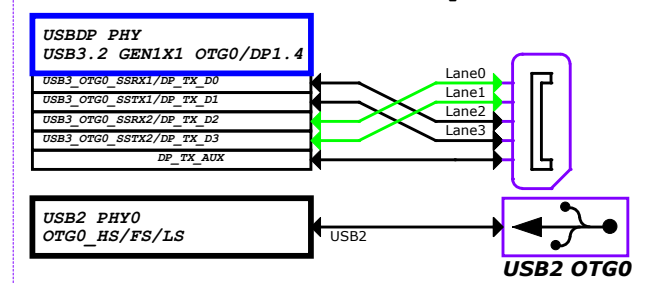 USBDP PHY
USB3.2 GEN1X1 OTG0/DP1.4
USB3_OTG0_SSRX1/DP_TX_D0
USB3_OTG0_SSTX1/DP_TX_D1
USB3_OTG0_SSRX2/DP_TX_D2
USB3_OTG0_SSTX2/DP_TX_D3
DP_TX_AUX
Lane0
Lane1
Lane2
Lane3
USB2 PHY0
OTG0_HS/FS/LS
USB2
USB2 OTG0